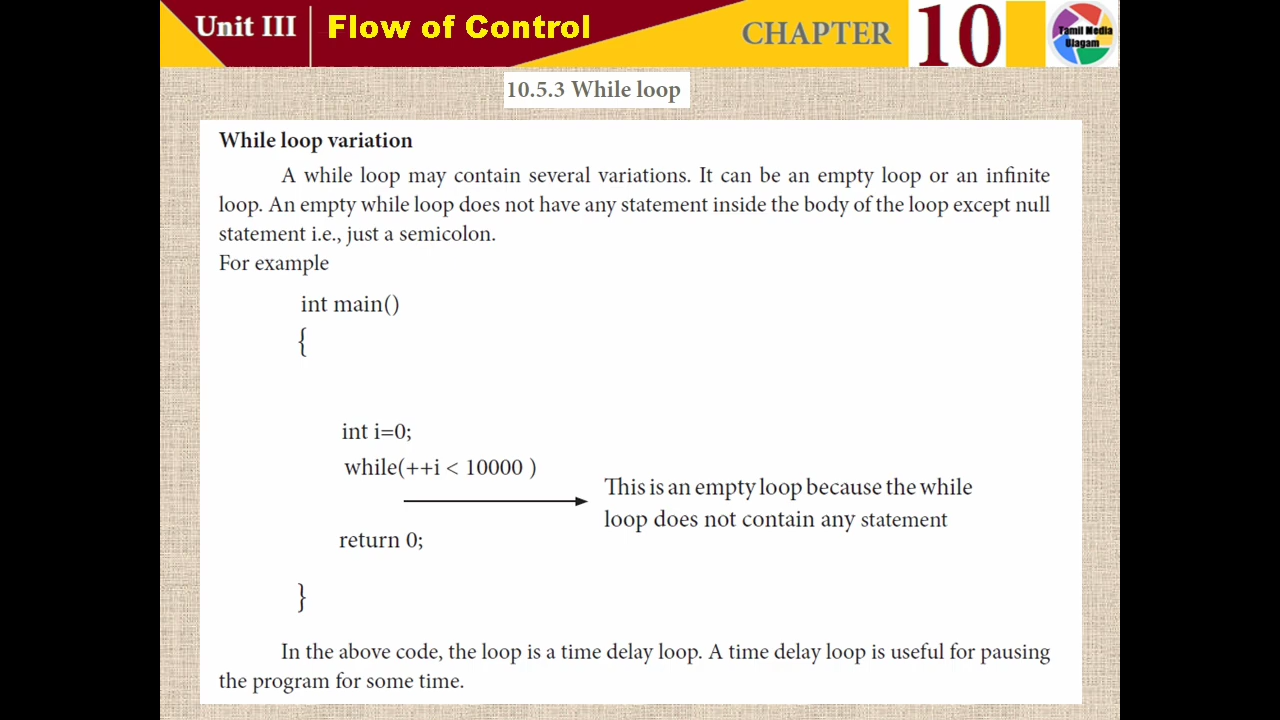 Unit III
Flow of Control
CHAPTER
10
Tamil Media
Ulagam
10.5.3 While loop
While loop variation
A while loop may contain several variations. It can be an empty loop or an infinite
loop. An empty while loop does not have any statement inside the body of the loop except null
statement i.e., just a semicolon.
For example
int main()
{
int i=0;
while(++i < 10000 )
This is an empty loop because the while
loop does not contain any statement
return 0;
}
In the above code, the loop is a time delay loop. A time delay loop is useful for pausing
the program for some time.